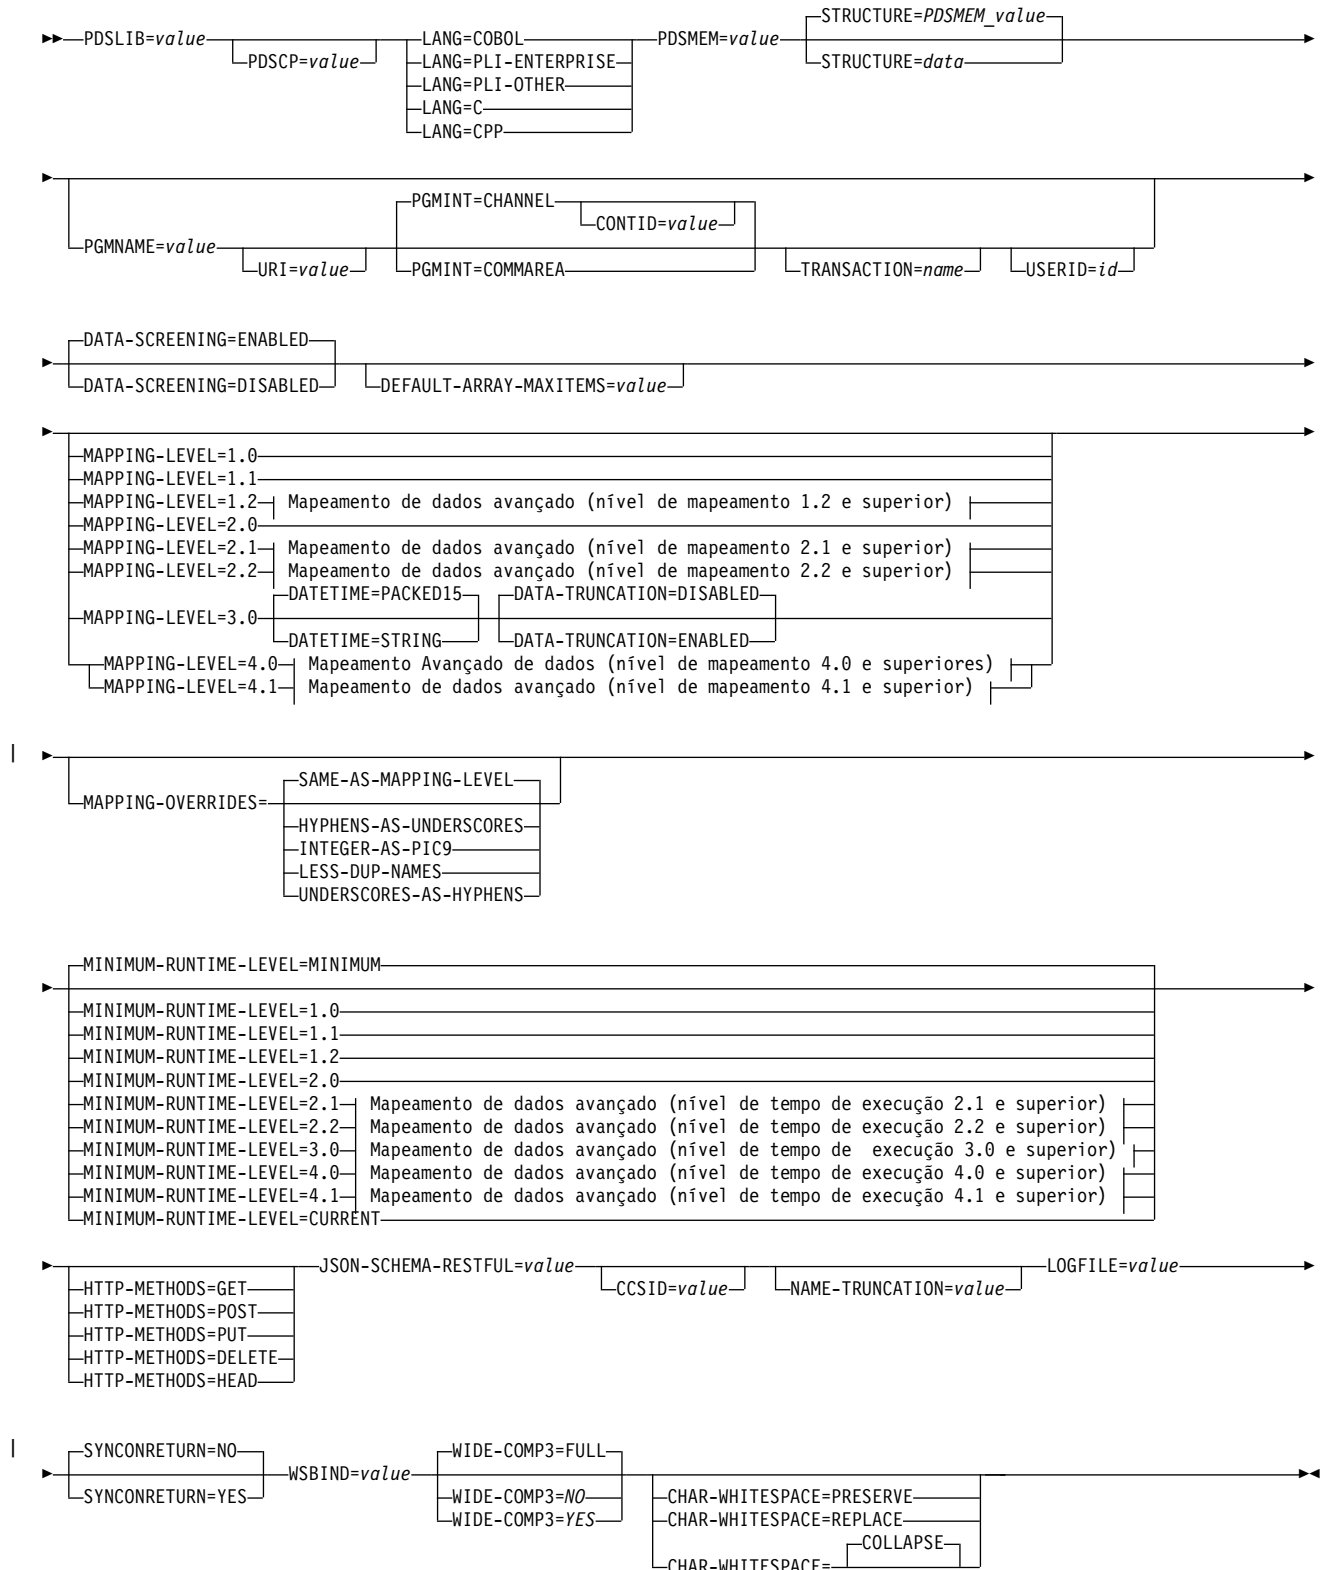 STRUCTURE=PDSMEM_value
PDSLIB=value LANG=COBOL PDSMEM=value
PDSCP=value LANG=PLI-ENTERPRISE STRUCTURE=data
LANG=PLI-OTHER
LANG=C
LANG=CPP
PGMINT=CHANNEL
CONTID=value
PGMNAME=value
URI=value PGMINT=COMMAREA TRANSACTION=name USERID=id
DATA-SCREENING=ENABLED
DATA-SCREENING=DISABLED DEFAULT-ARRAY-MAXITEMS=value
MAPPING-LEVEL=1.0
MAPPING-LEVEL=1.1
MAPPING-LEVEL=1.2 Mapeamento de dados avançado (nível de mapeamento 1.2 e superior)
MAPPING-LEVEL=2.0
MAPPING-LEVEL=2.1 Mapeamento de dados avançado (nível de mapeamento 2.1 e superior)
MAPPING-LEVEL=2.2 Mapeamento de dados avançado (nível de mapeamento 2.2 e superior)
DATETIME=PACKED15 DATA-TRUNCATION=DISABLED
MAPPING-LEVEL=3.0
DATETIME=STRING DATA-TRUNCATION=ENABLED
MAPPING-LEVEL=4.0 Mapeamento Avançado de dados (nível de mapeamento 4.0 e superiores)
MAPPING-LEVEL=4.1 Mapeamento de dados avançado (nível de mapeamento 4.1 e superior)
SAME-AS-MAPPING-LEVEL
MAPPING-OVERRIDES=
HYPHENS-AS-UNDERSCORES
INTEGER-AS-PIC9
LESS-DUP-NAMES
UNDERSCORES-AS-HYPHENS
MINIMUM-RUNTIME-LEVEL=MINIMUM
MINIMUM-RUNTIME-LEVEL=1.0
MINIMUM-RUNTIME-LEVEL=1.1
MINIMUM-RUNTIME-LEVEL=1.2
MINIMUM-RUNTIME-LEVEL=2.0
MINIMUM-RUNTIME-LEVEL=2.1 Mapeamento de dados avançado (nível de tempo de execução 2.1 e superior)
MINIMUM-RUNTIME-LEVEL=2.2 Mapeamento de dados avançado (nível de tempo de execução 2.2 e superior)
MINIMUM-RUNTIME-LEVEL=3.0 Mapeamento de dados avançado (nível de tempo de execução 3.0 e superior)
MINIMUM-RUNTIME-LEVEL=4.0 Mapeamento de dados avançado (nível de tempo de execução 4.0 e superior)
MINIMUM-RUNTIME-LEVEL=4.1 Mapeamento de dados avançado (nível de tempo de execução 4.1 e superior)
MINIMUM-RUNTIME-LEVEL=CURRENT
JSON-SCHEMA-RESTFUL=value LOGFILE=value
HTTP-METHODS=GET CCSID=value NAME-TRUNCATION=value
HTTP-METHODS=POST
HTTP-METHODS=PUT
HTTP-METHODS=DELETE
HTTP-METHODS=HEAD
SYNCONRETURN=NO WIDE-COMP3=FULL
WSBIND=value
SYNCONRETURN=YES WIDE-COMP3=NO CHAR-WHITESPACE=PRESERVE
WIDE-COMP3=YES CHAR-WHITESPACE=REPLACE
COLLAPSE
CHAR-WHITESPACE=